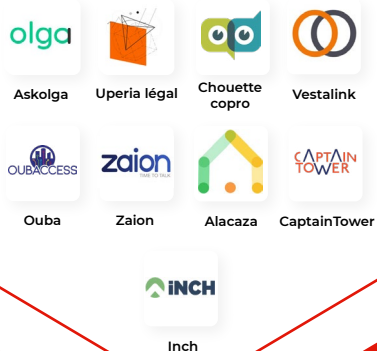 olga
Askolga
Uperia légal
Chouette
copro
Vestalink
OUBACCESS
Ouba
zaion
TIME TO TALK
Zaion
Alacaza
CAPTAIN
TOWER
CaptainTower
iNCH
Inch